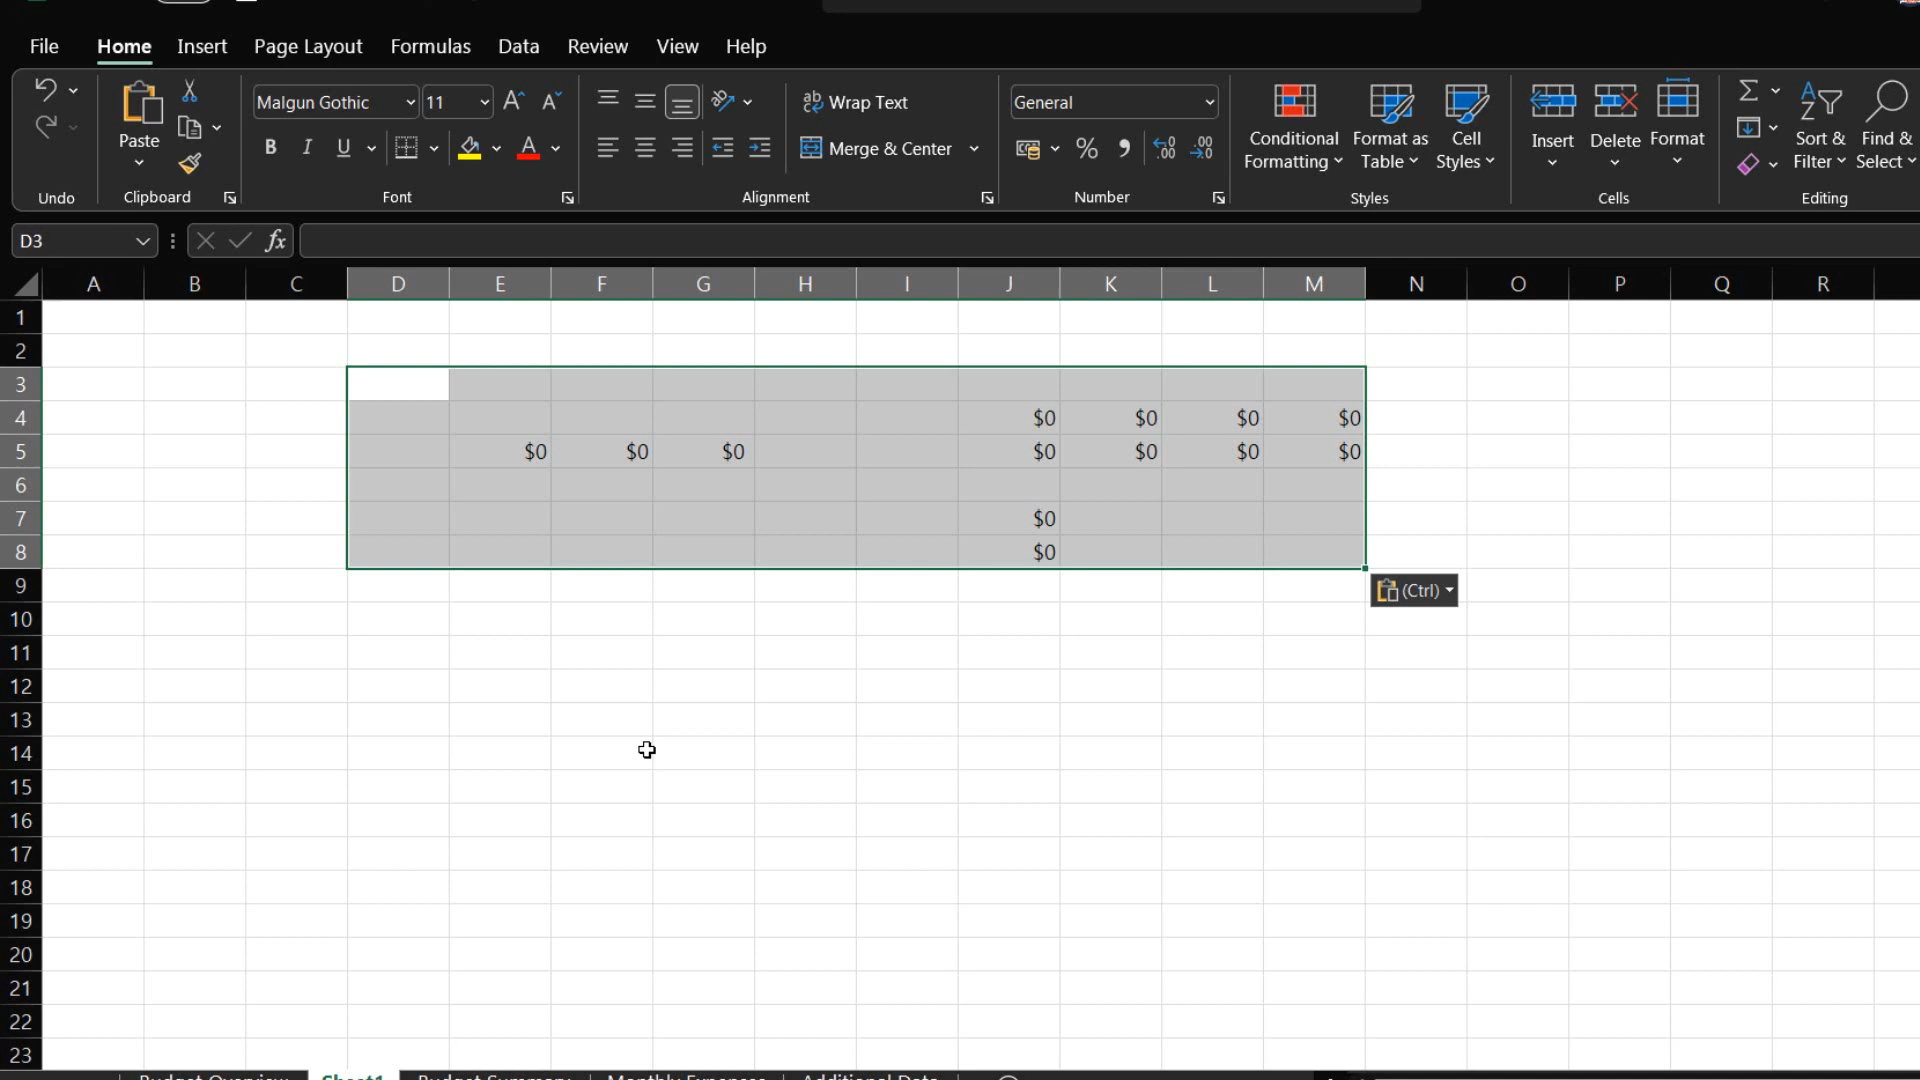 File Home Insert Page Layout Formulas Data Review View Help
Malgun Gothic 11 Wrap Text General
Paste B I U A Merge & Center % Conditional Formatting Format as Table Cell Styles Insert Delete Format Sort & Filter Find & Select
Undo Clipboard Font Alignment Number Styles Cells Editing
D3 fx
A B C D E F G H I J K L M N O P Q R
1
2
3
4 $0 $0 $0 $0
5 $0 $0 $0 $0 $0 $0 $0
6
7 $0
8 $0
9 (Ctrl)
10
11
12
13
14
15
16
17
18
19
20
21
22
23
Budget Overview Sheet1 Budget Summary Monthly Expenses Additional Data